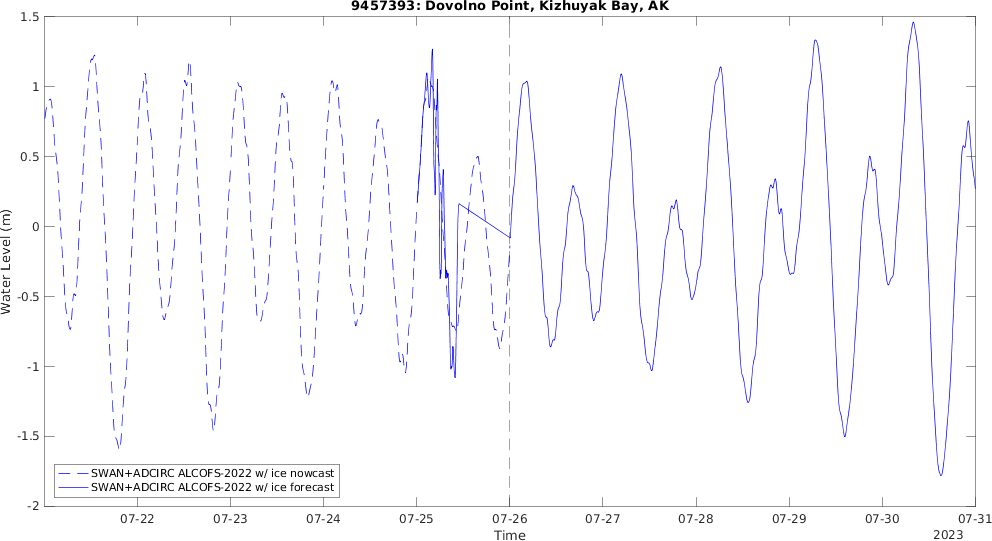 9457393: Dovolno Point, Kizhuyak Bay, AK
1.5
1
0.5
0
-0.5
-1
-1.5
-2
Water Level (m)
SWAN+ADCIRC ALCOFS-2022 w/ ice nowcast
SWAN+ADCIRC ALCOFS-2022 w/ ice forecast
07-22 07-23 07-24 07-25 07-26 07-27 07-28 07-29 07-30 07-31
Time
2023